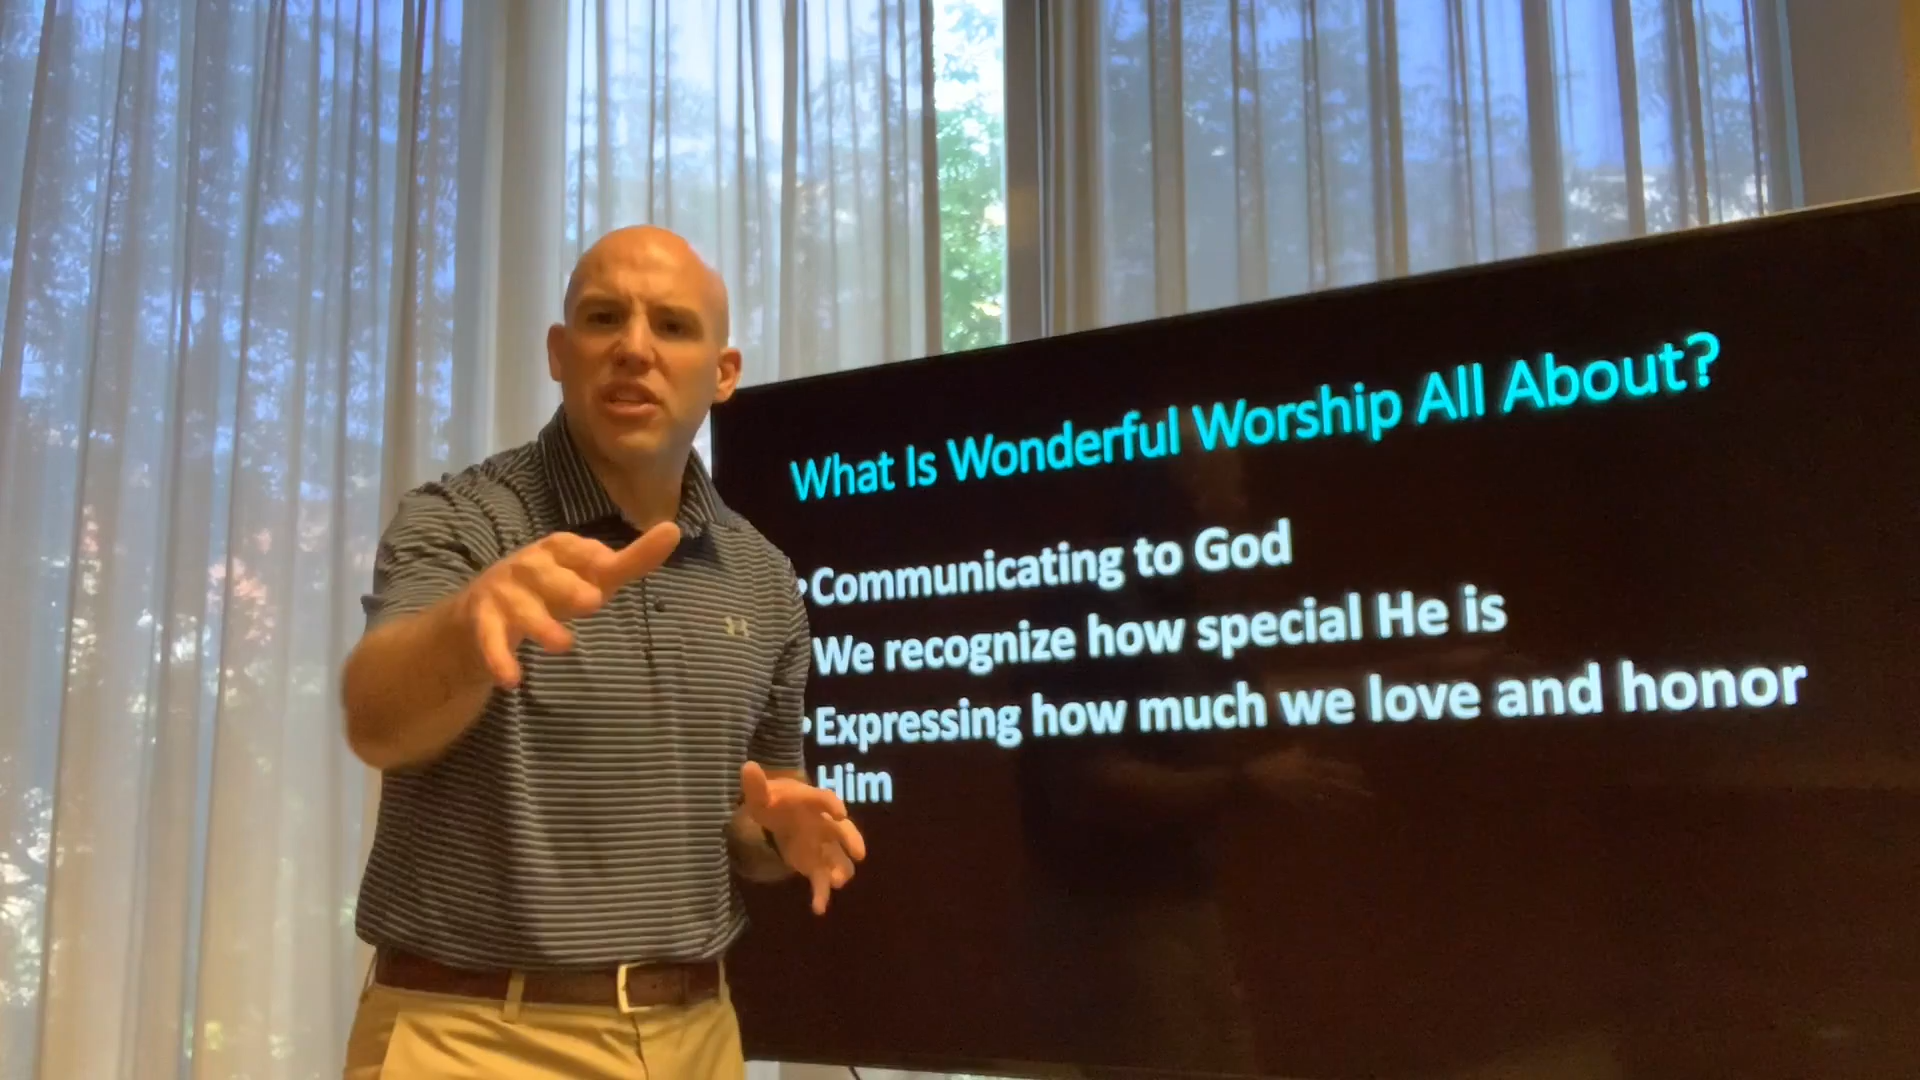 What Is Wonderful Worship All About?
•Communicating to God
We recognize how special He is
•Expressing how much we love and honor
Him